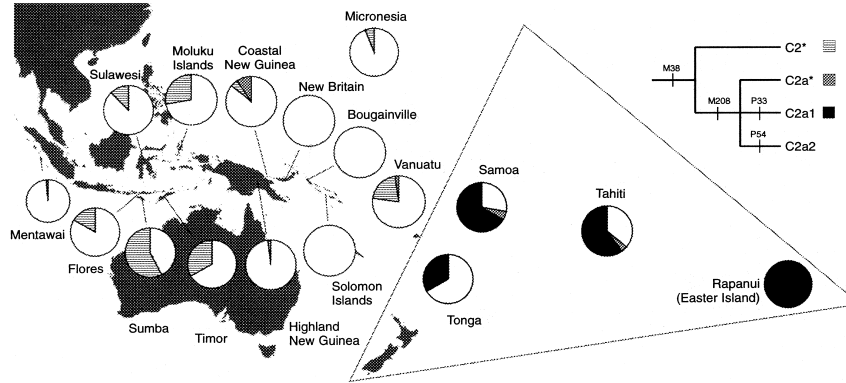 Micronesia
Moluku
Islands
Coastal
New Guinea
Sulawesi
New Britain
Bougainville
Vanuatu
Mentawai
Flores
Sumba
Timor
Highland
New Guinea
Solomon
Islands
Samoa
Tonga
Tahiti
Rapanui
(Easter Island)
M38
C2*
C2a*
M208
P33
C2a1
P54
C2a2